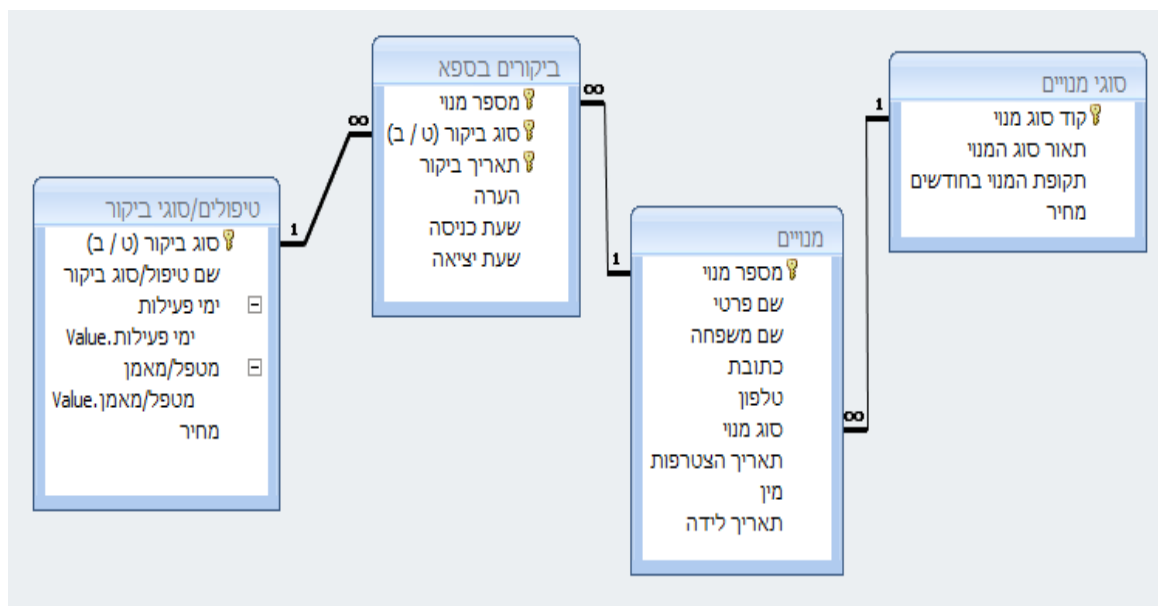 סוגי מנויים
קוד סוג מנוי
תאור סוג המנוי
תקופת המנוי בחודשים
מחיר
1
∞
מנויים
מספר מנוי
שם פרטי
שם משפחה
כתובת
טלפון
סוג מנוי
תאריך הצטרפות
מין
תאריך לידה
1
∞
ביקורים בספא
מספר מנוי
סוג ביקור (ט / ב)
תאריך ביקור
הערה
שעת כניסה
שעת יציאה
∞
1
טיפולים/סוגי ביקור
סוג ביקור (ט / ב)
שם טיפול/סוג ביקור
ימי פעילות
ימי פעילות.Value
מטפל/מאמן
מטפל/מאמן.Value
מחיר